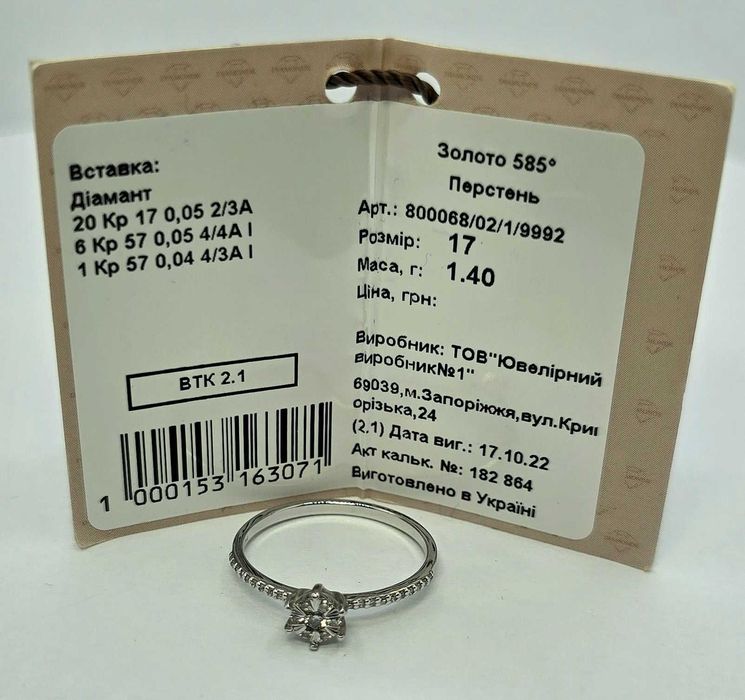 Вставка:
Діамант
20 Кр 17 0,05 2/3А
6 Кр 57 0,05 4/4А І
1 Кр 57 0,04 4/3А І
ВТК 2.1
1 000153 163071
Золото 585°
Перстень
Арт.: 800068/02/1/9992
Розмір: 17
Маса, г: 1.40
Ціна, грн:
Виробник: ТОВ"Ювелірний
виробник№1"
69039,м.Запоріжжя,вул.Криг
орізька,24
(2.1) Дата виг.: 17.10.22
Акт кальк. №: 182 864
Виготовлено в Україні